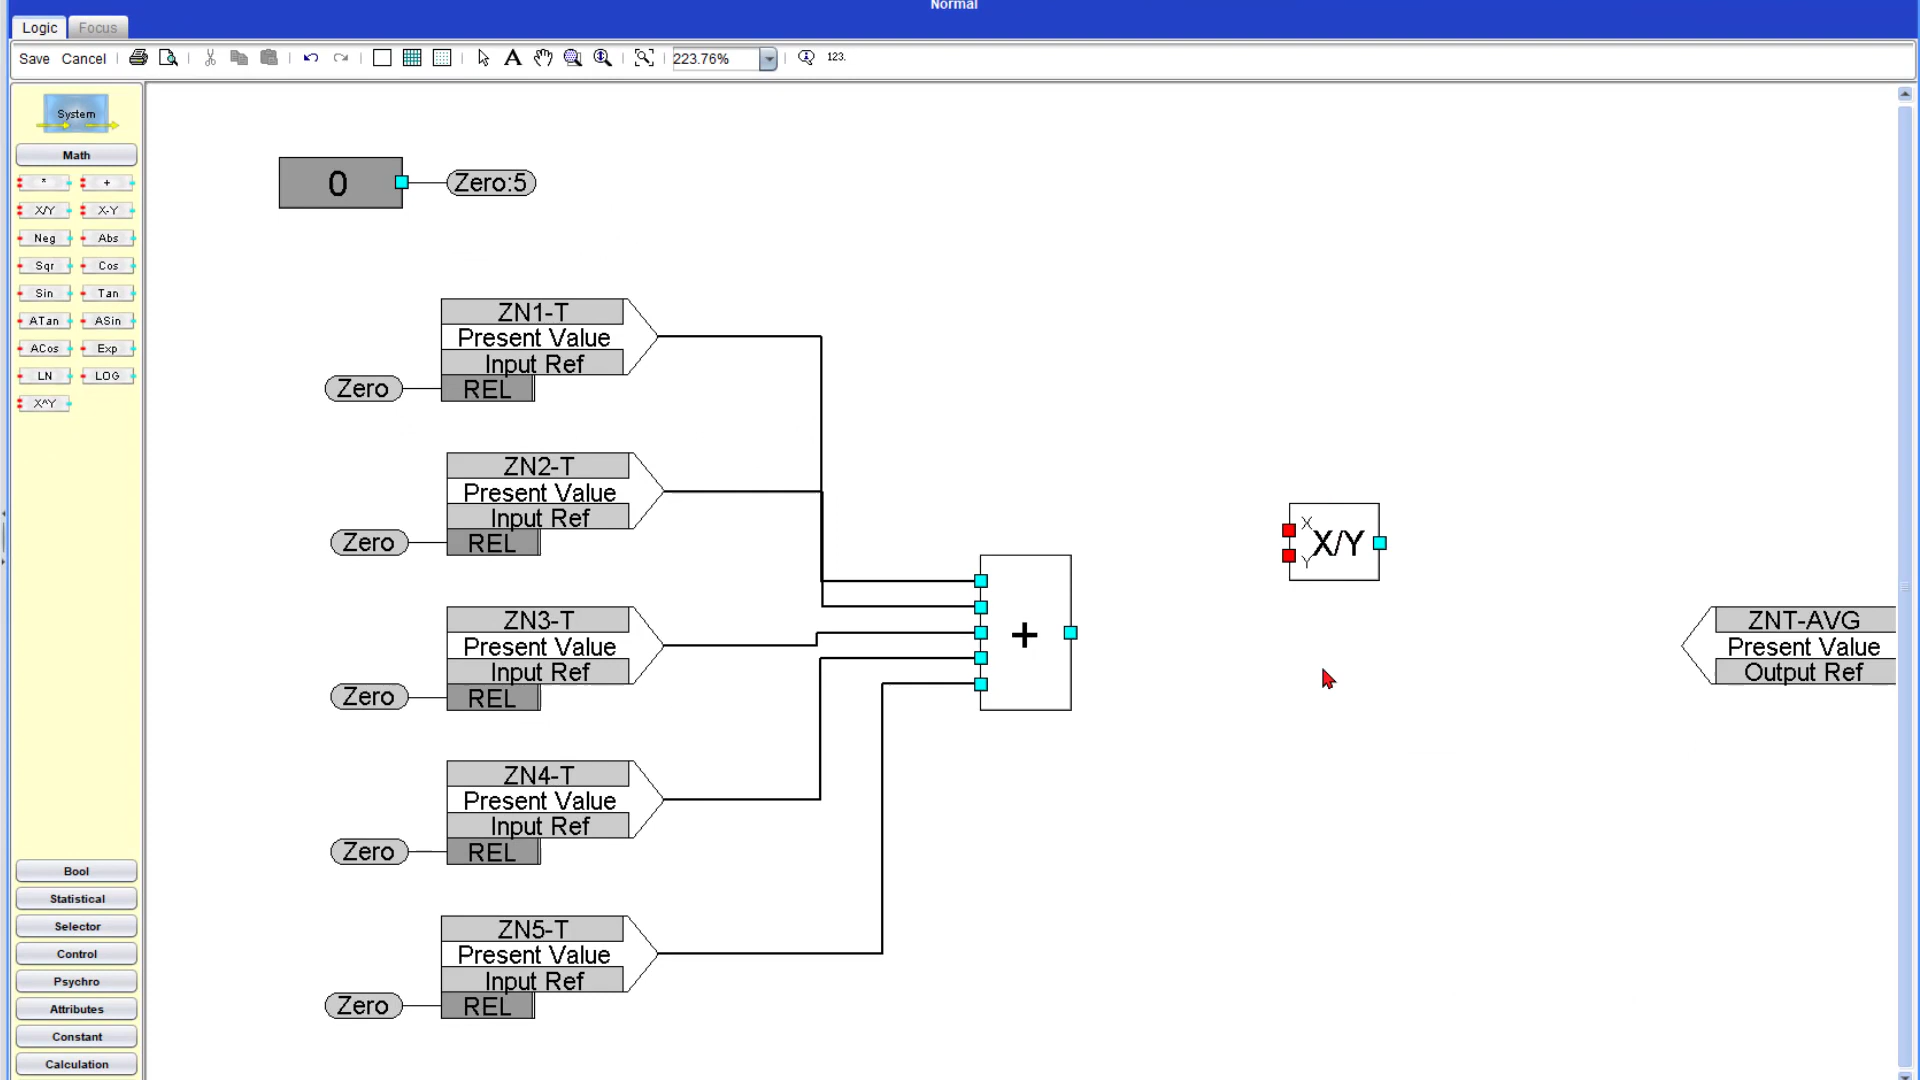 Normal
Logic Focus
Save Cancel 223.76% 123.
System
Math
* +
X/Y X-Y
Neg Abs
Sqr Cos
Sin Tan
ATan ASin
ACos Exp
LN LOG
X^Y
Bool
Statistical
Selector
Control
Psychro
Attributes
Constant
Calculation
0 Zero:5
ZN1-T
Present Value
Input Ref
Zero REL
ZN2-T
Present Value
Input Ref
Zero REL
ZN3-T
Present Value
Input Ref
Zero REL
ZN4-T
Present Value
Input Ref
Zero REL
ZN5-T
Present Value
Input Ref
Zero REL
+
X
X/Y
Y
ZNT-AVG
Present Value
Output Ref